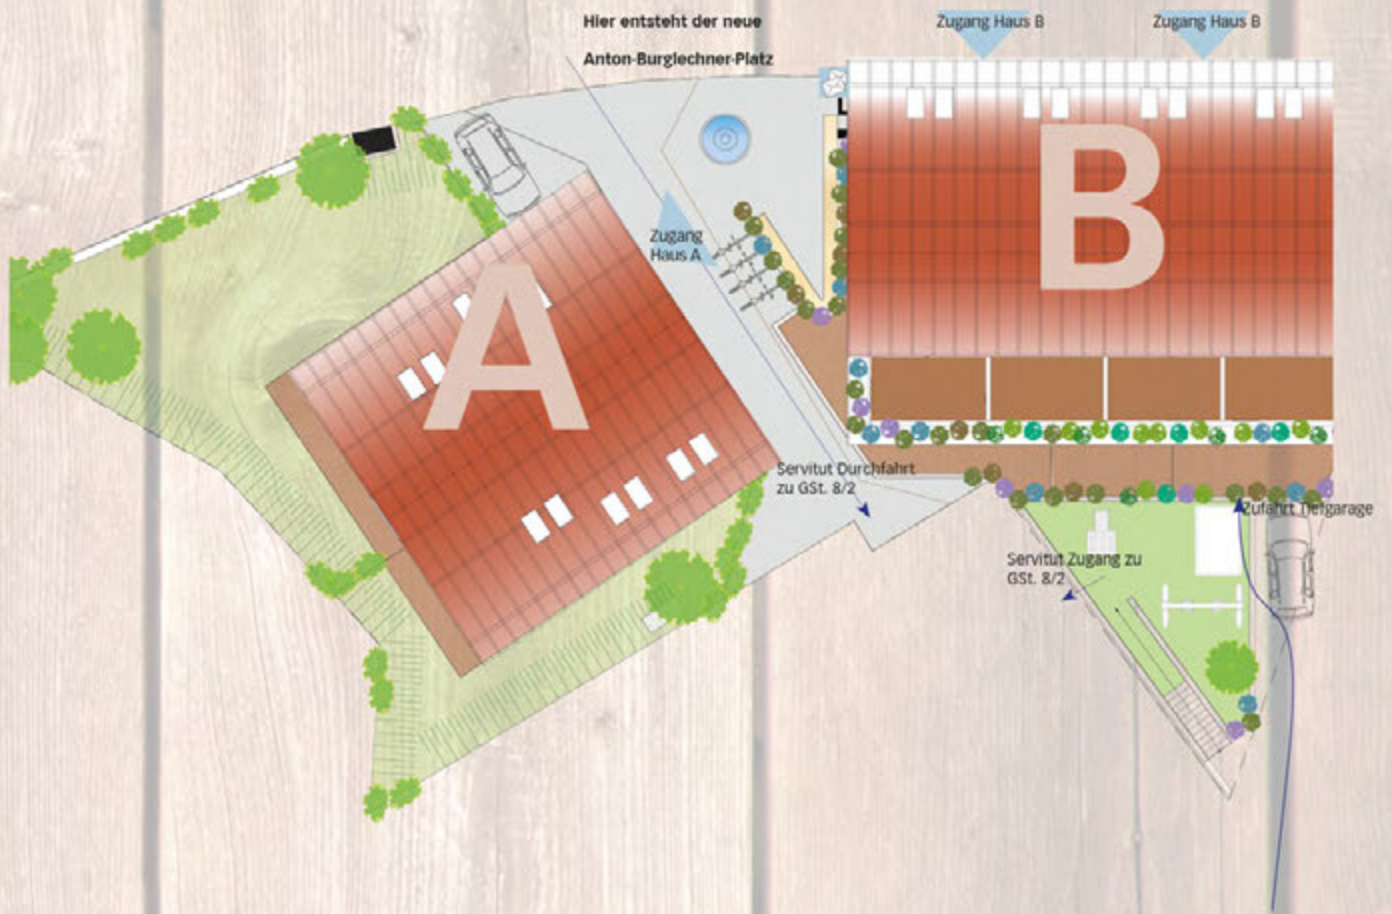 Hier entsteht der neue
Anton-Burglechner-Platz
Zugang Haus B
Zugang Haus B
L
B
Zugang
Haus A
A
Servitut Durchfahrt
zu GSt. 8/2
Zufahrt Tiefgarage
Servitut Zugang zu
GSt. 8/2